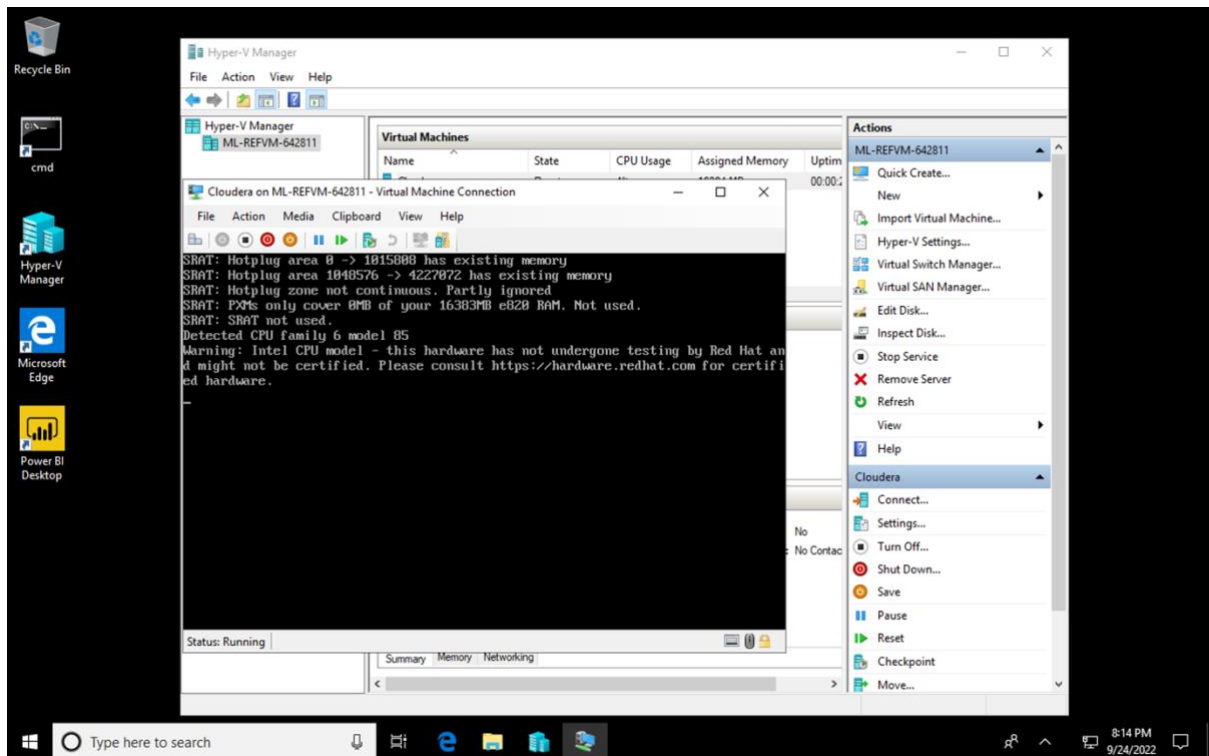 Recycle Bin
cmd
Hyper-V
Manager
Microsoft
Edge
Power BI
Desktop
Hyper-V Manager
File Action View Help
Hyper-V Manager
ML-REFVM-642811
Virtual Machines
Name State CPU Usage Assigned Memory Uptim
00:00:2
Cloudera on ML-REFVM-642811 - Virtual Machine Connection
File Action Media Clipboard View Help
SRAT: Hotplug area 0 -> 1015808 has existing memory
SRAT: Hotplug area 1048576 -> 4227072 has existing memory
SRAT: Hotplug zone not continuous. Partly ignored
SRAT: PXMs only cover 0MB of your 16383MB e820 RAM. Not used.
SRAT: SRAT not used.
Detected CPU family 6 model 85
Warning: Intel CPU model - this hardware has not undergone testing by Red Hat an
d might not be certified. Please consult https://hardware.redhat.com for certifi
ed hardware.
Status: Running
No
No Contac
Summary Memory Networking
Actions
ML-REFVM-642811
Quick Create...
New
Import Virtual Machine...
Hyper-V Settings...
Virtual Switch Manager...
Virtual SAN Manager...
Edit Disk...
Inspect Disk...
Stop Service
Remove Server
Refresh
View
Help
Cloudera
Connect...
Settings...
Turn Off...
Shut Down...
Save
Pause
Reset
Checkpoint
Move...
Type here to search
8:14 PM
9/24/2022